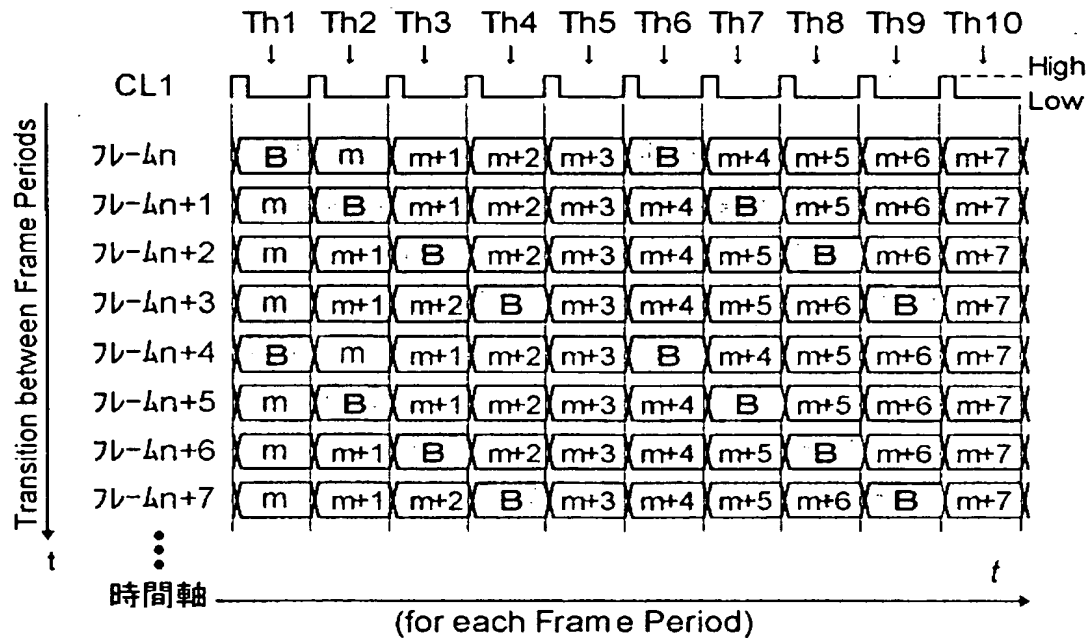 Th1 Th2 Th3 Th4 Th5 Th6 Th7 Th8 Th9 Th10
CL1
High
Low
Transition between Frame Periods
t
フレームn B m m+1 m+2 m+3 B m+4 m+5 m+6 m+7
フレームn+1 m B m+1 m+2 m+3 m+4 B m+5 m+6 m+7
フレームn+2 m m+1 B m+2 m+3 m+4 m+5 B m+6 m+7
フレームn+3 m m+1 m+2 B m+3 m+4 m+5 m+6 B m+7
フレームn+4 B m m+1 m+2 m+3 B m+4 m+5 m+6 m+7
フレームn+5 m B m+1 m+2 m+3 m+4 B m+5 m+6 m+7
フレームn+6 m m+1 B m+2 m+3 m+4 m+5 B m+6 m+7
フレームn+7 m m+1 m+2 B m+3 m+4 m+5 m+6 B m+7
時間軸
t
(for each Frame Period)